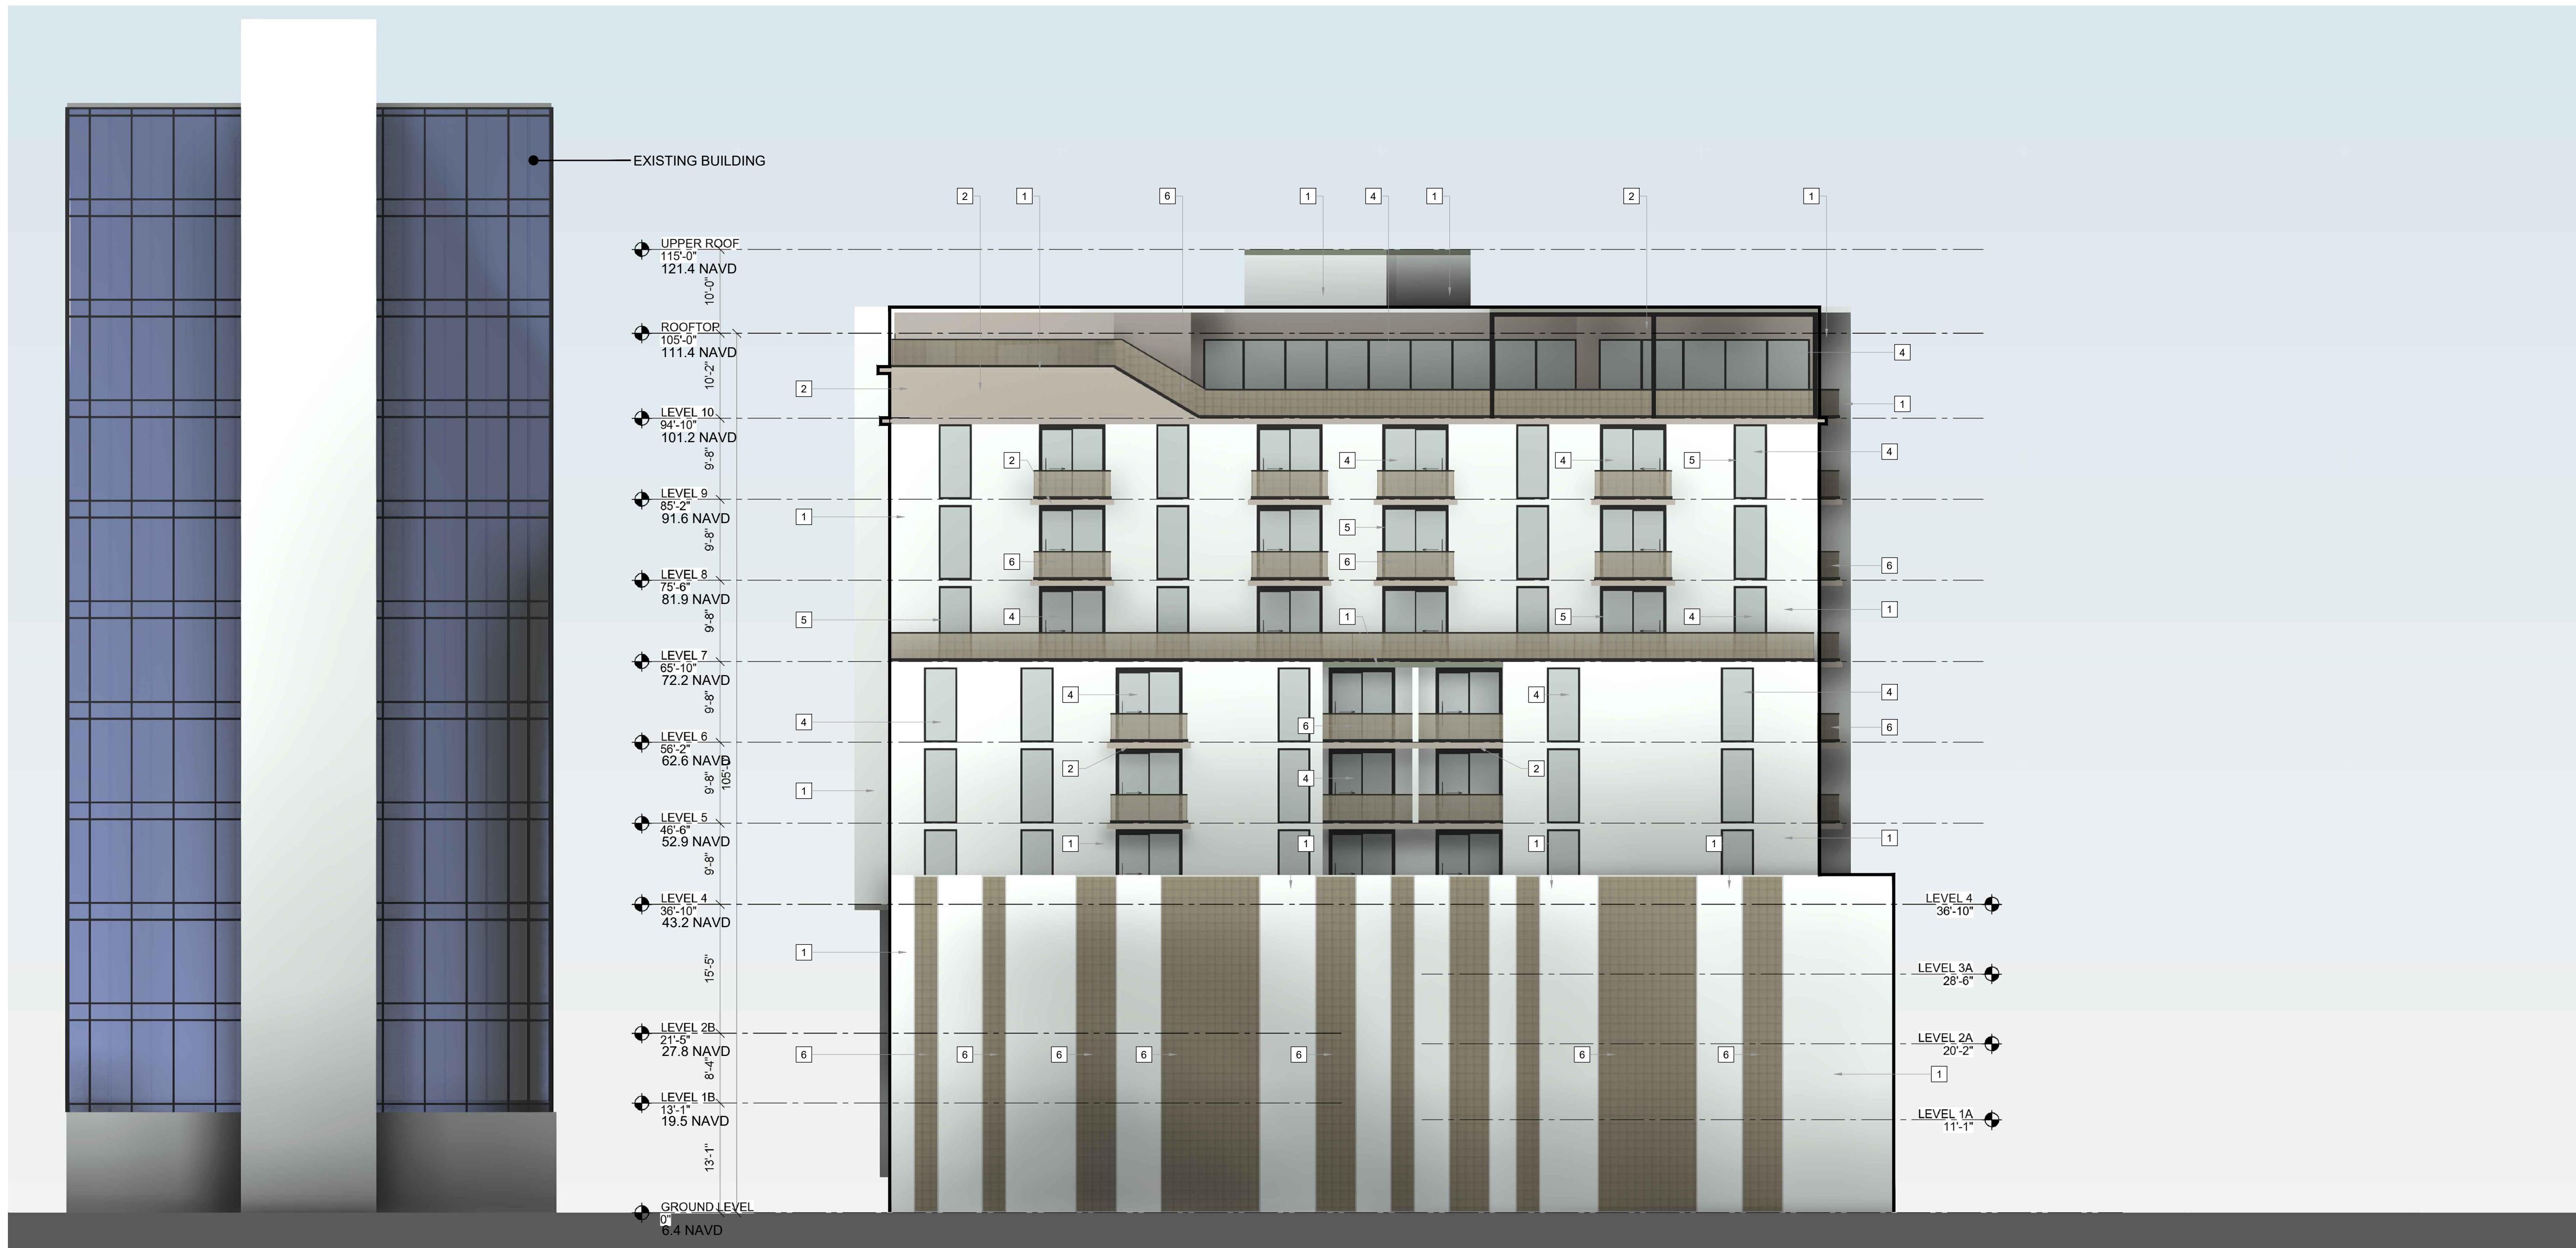 EXISTING BUILDING
2 1 6 1 4 1 2 1
UPPER ROOF
115'-0"
121.4 NAVD
10'-0"
ROOFTOP
105'-0"
111.4 NAVD
4
10'-2"
2
1
LEVEL 10
94'-10"
101.2 NAVD
9'-8"
2 4 4 5 4
LEVEL 9
85'-2"
91.6 NAVD
1
5
9'-8"
6 6 6
LEVEL 8
75'-6"
81.9 NAVD
1
9'-8"
5 4 1 5 4
LEVEL 7
65'-10"
72.2 NAVD
4 4 4
9'-8"
4 6 6
LEVEL 6
56'-2"
62.6 NAVD
2 2
105'-0"
9'-8"
4
1
LEVEL 5
46'-6"
52.9 NAVD
1
1 1 1 1
9'-8"
LEVEL 4
36'-10"
43.2 NAVD
LEVEL 4
36'-10"
1
15'-5"
LEVEL 3A
28'-6"
LEVEL 2B
21'-5"
27.8 NAVD
LEVEL 2A
20'-2"
6 6 6 6 6 6 6
8'-4"
1
LEVEL 1B
13'-1"
19.5 NAVD
LEVEL 1A
11'-1"
13'-1"
GROUND LEVEL
0"
6.4 NAVD